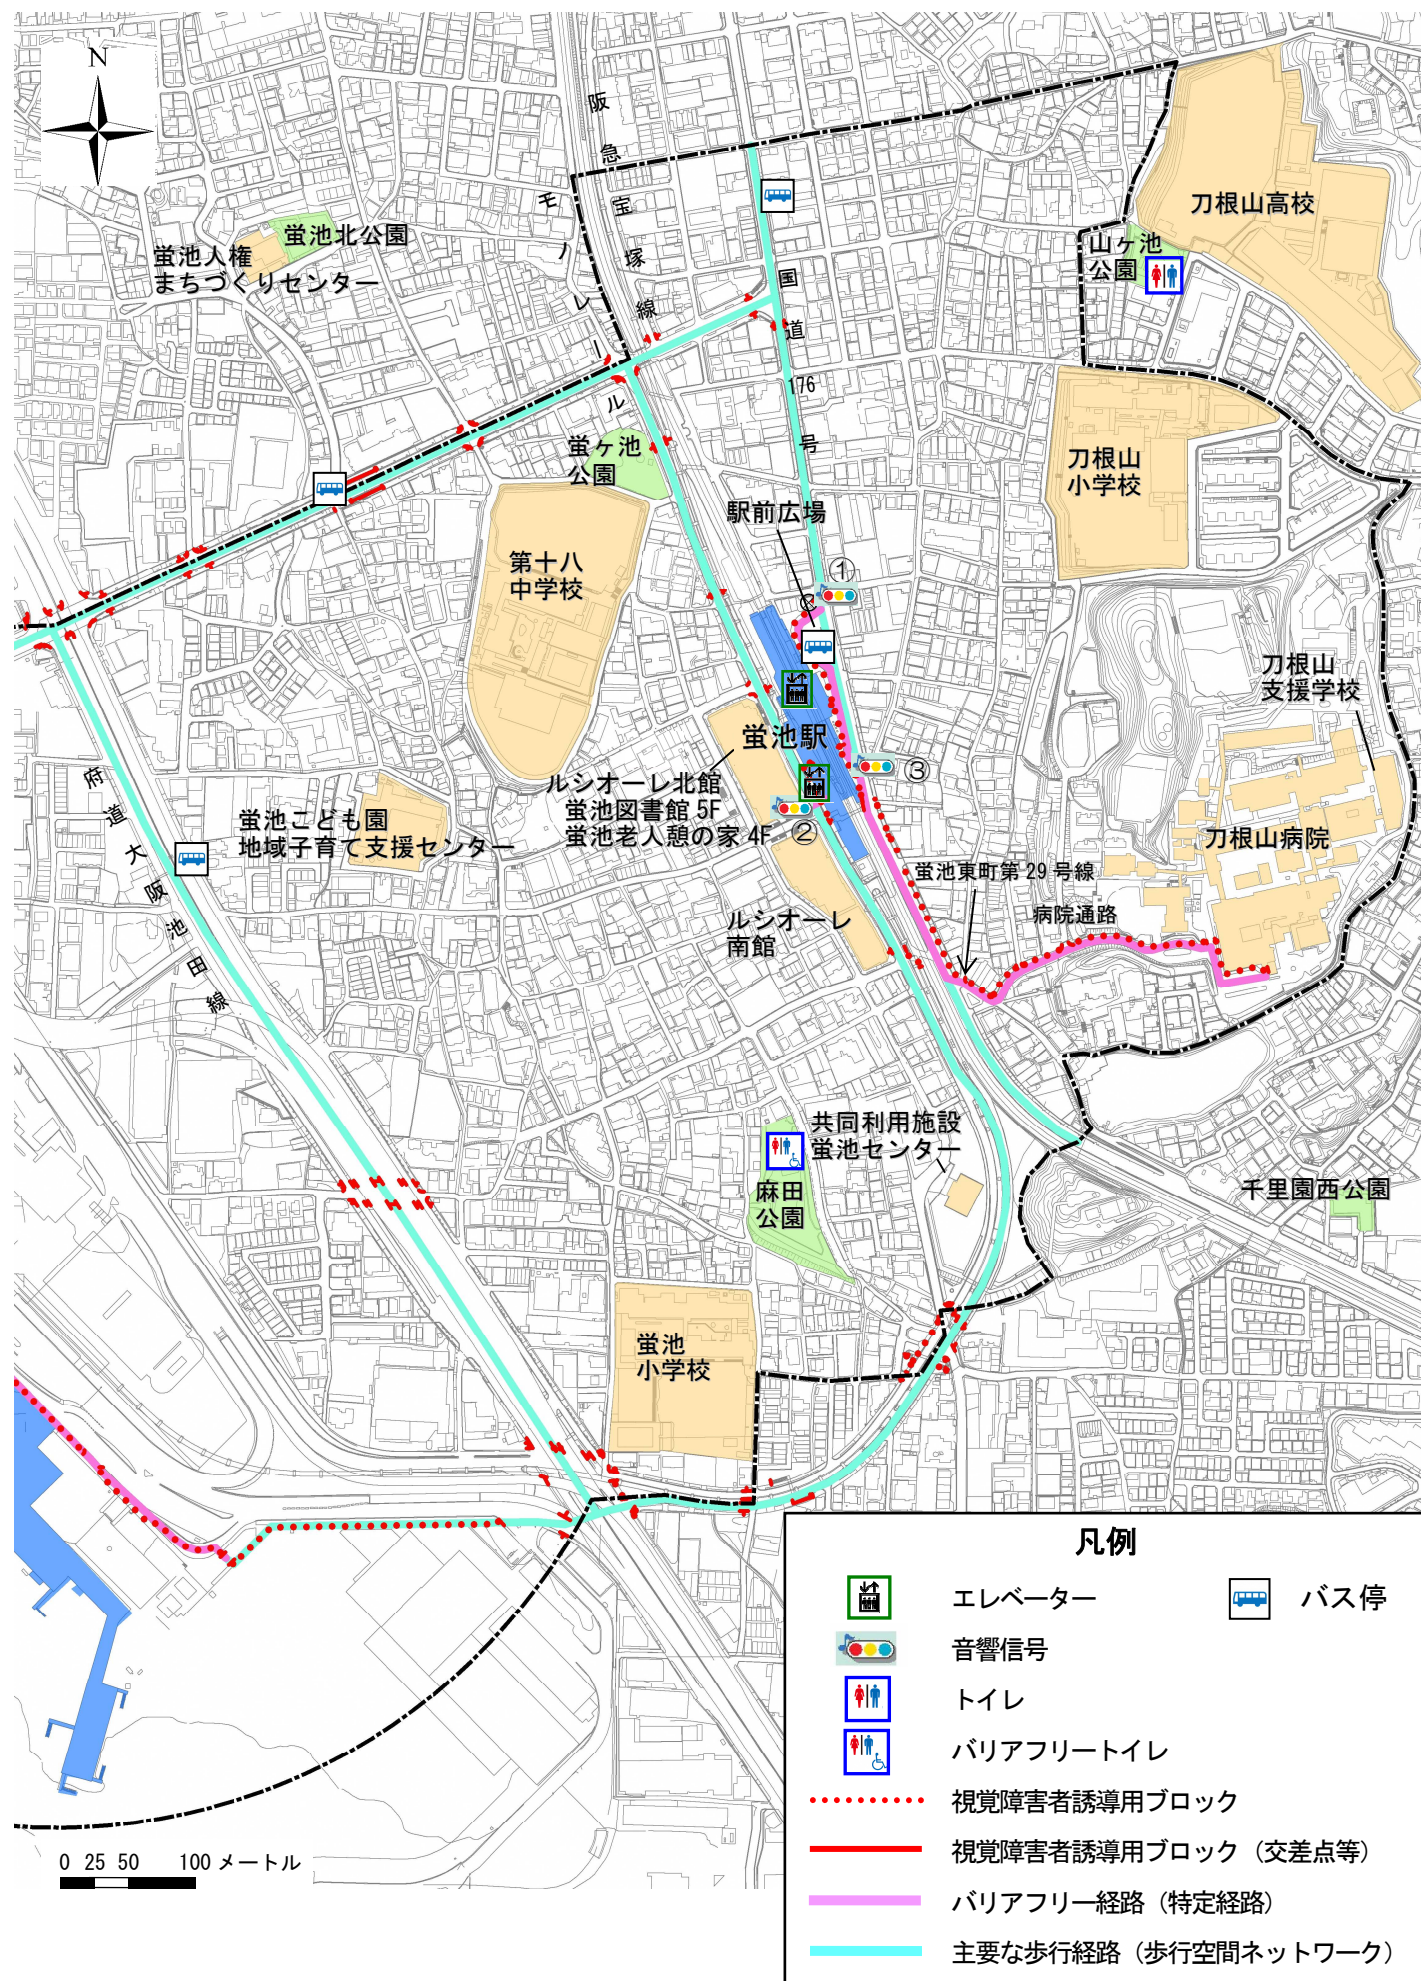 N
阪急宝塚線
モノレール
国道176号
刀根山高校
山ヶ池
公園
蛍池北公園
蛍池人権
まちづくりセンター
蛍ヶ池
公園
刀根山
小学校
駅前広場
第十八
中学校
①
刀根山
支援学校
蛍池駅
③
ルシオーレ北館
蛍池図書館 5F
蛍池老人憩の家 4F
②
府道大阪池田線
蛍池こども園
地域子育て支援センター
刀根山病院
蛍池東町第 29 号線
病院通路
ルシオーレ
南館
共同利用施設
蛍池センター
麻田
公園
千里園西公園
蛍池
小学校
凡例
エレベーター
バス停
音響信号
トイレ
バリアフリートイレ
視覚障害者誘導用ブロック
視覚障害者誘導用ブロック（交差点等）
バリアフリー経路（特定経路）
主要な歩行経路（歩行空間ネットワーク）
0 25 50 100 メートル